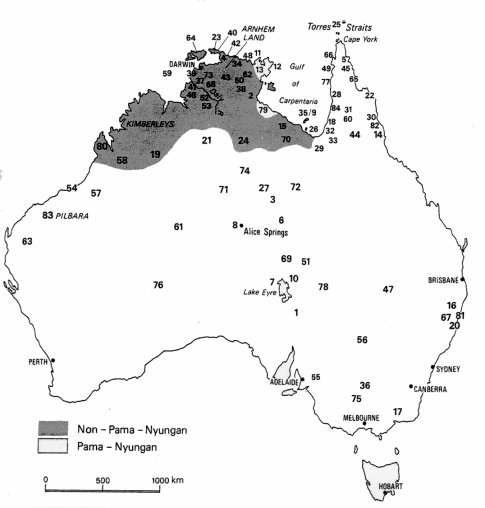 40 ARNHEM
64 23 42 LAND
Torres 25 Straits
Cape York
4 34 48 11
DARWIN
59 39 73 43 50 62 12
13 Gulf
of
Carpentaria
37 68 38 2
41 Daly
46 52
53
66 57
49 45
77 65
28 22
79 35/9
84 31 30
15 26 18 60 82
KIMBERLEYS
32 44 14
80 58 19 21 24 70 29 33
74
54 57 71 27 72
3
83 PILBARA
6
61 8 Alice Springs
63
69 51
7 10
BRISBANE
76 Lake Eyre 78 47
16
1 67 81
20
56
PERTH
SYDNEY
ADELAIDE 55 36 CANBERRA
75
MELBOURNE 17
Non – Pama – Nyungan
Pama – Nyungan
HOBART
0 500 1000 km